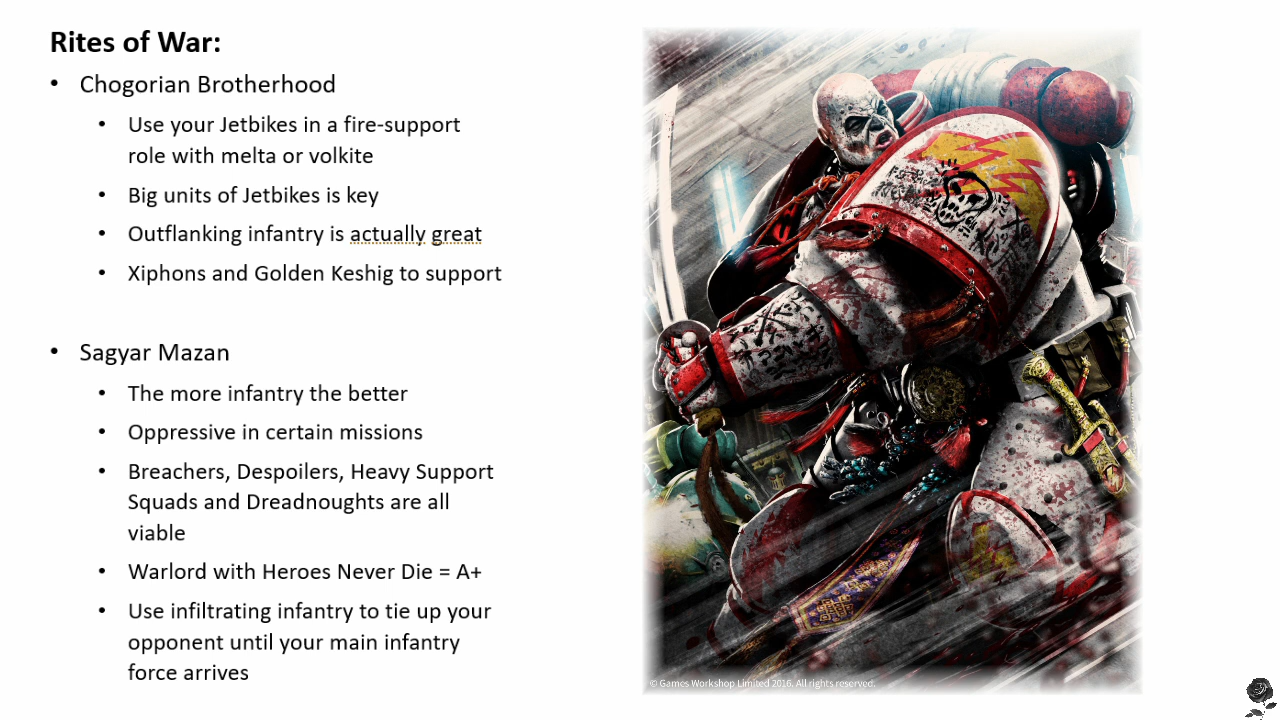 Rites of War:
• Chogorian Brotherhood
• Use your Jetbikes in a fire-support
role with melta or volkite
• Big units of Jetbikes is key
• Outflanking infantry is actually great
• Xiphons and Golden Keshig to support
• Sagyar Mazan
• The more infantry the better
• Oppressive in certain missions
• Breachers, Despoilers, Heavy Support
Squads and Dreadnoughts are all
viable
• Warlord with Heroes Never Die = A+
• Use infiltrating infantry to tie up your
opponent until your main infantry
force arrives
© Games Workshop Limited 2016. All rights reserved.